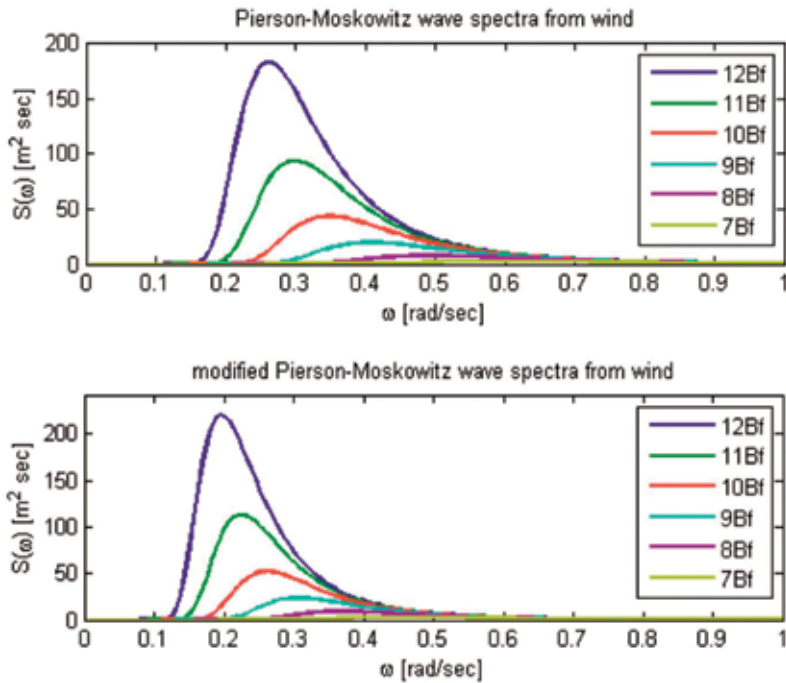 Pierson-Moskowitz wave spectra from wind
200
150
100
50
0
S(ω) [m² sec]
12Bf
11Bf
10Bf
9Bf
8Bf
7Bf
0 0.1 0.2 0.3 0.4 0.5 0.6 0.7 0.8 0.9 1
ω [rad/sec]
modified Pierson-Moskowitz wave spectra from wind
200
150
100
50
0
S(ω) [m² sec]
12Bf
11Bf
10Bf
9Bf
8Bf
7Bf
0 0.1 0.2 0.3 0.4 0.5 0.6 0.7 0.8 0.9 1
ω [rad/sec]